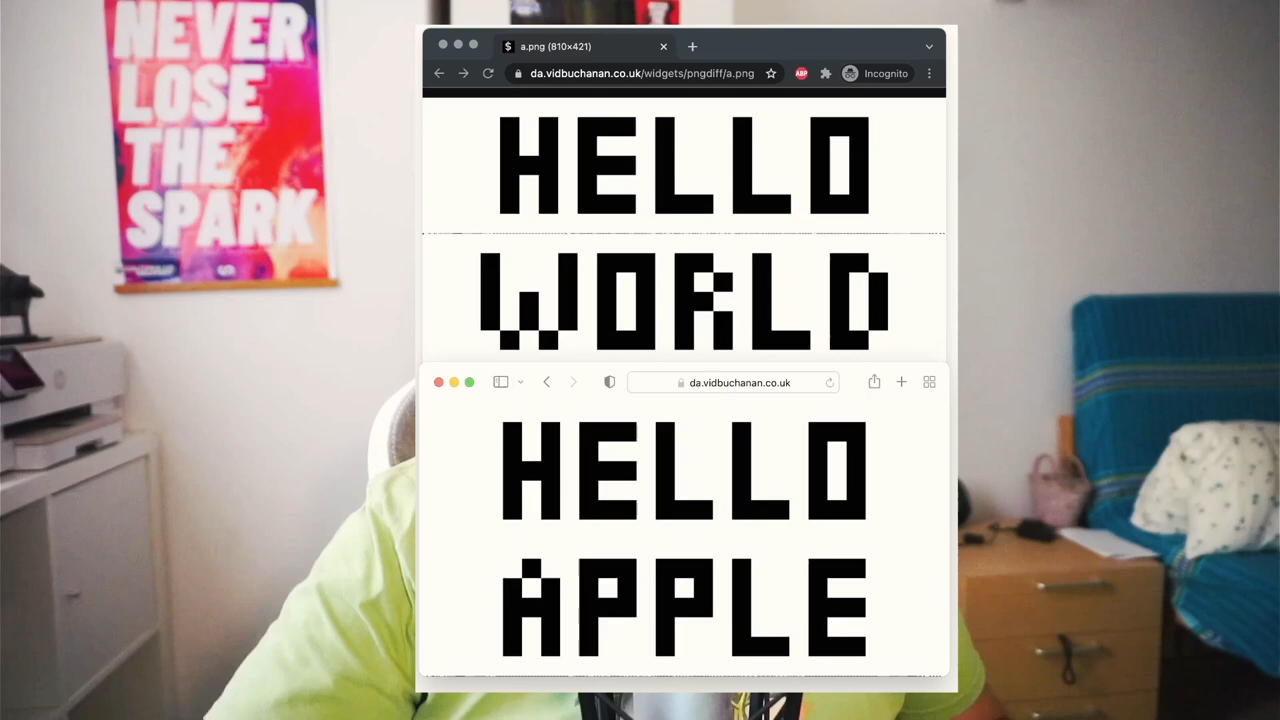 NEVER
LOSE
THE
SPARK
a.png (810×421)
da.vidbuchanan.co.uk/widgets/pngdiff/a.png
ABP
Incognito
HELLO
WORLD
da.vidbuchanan.co.uk
HELLO
APPLE